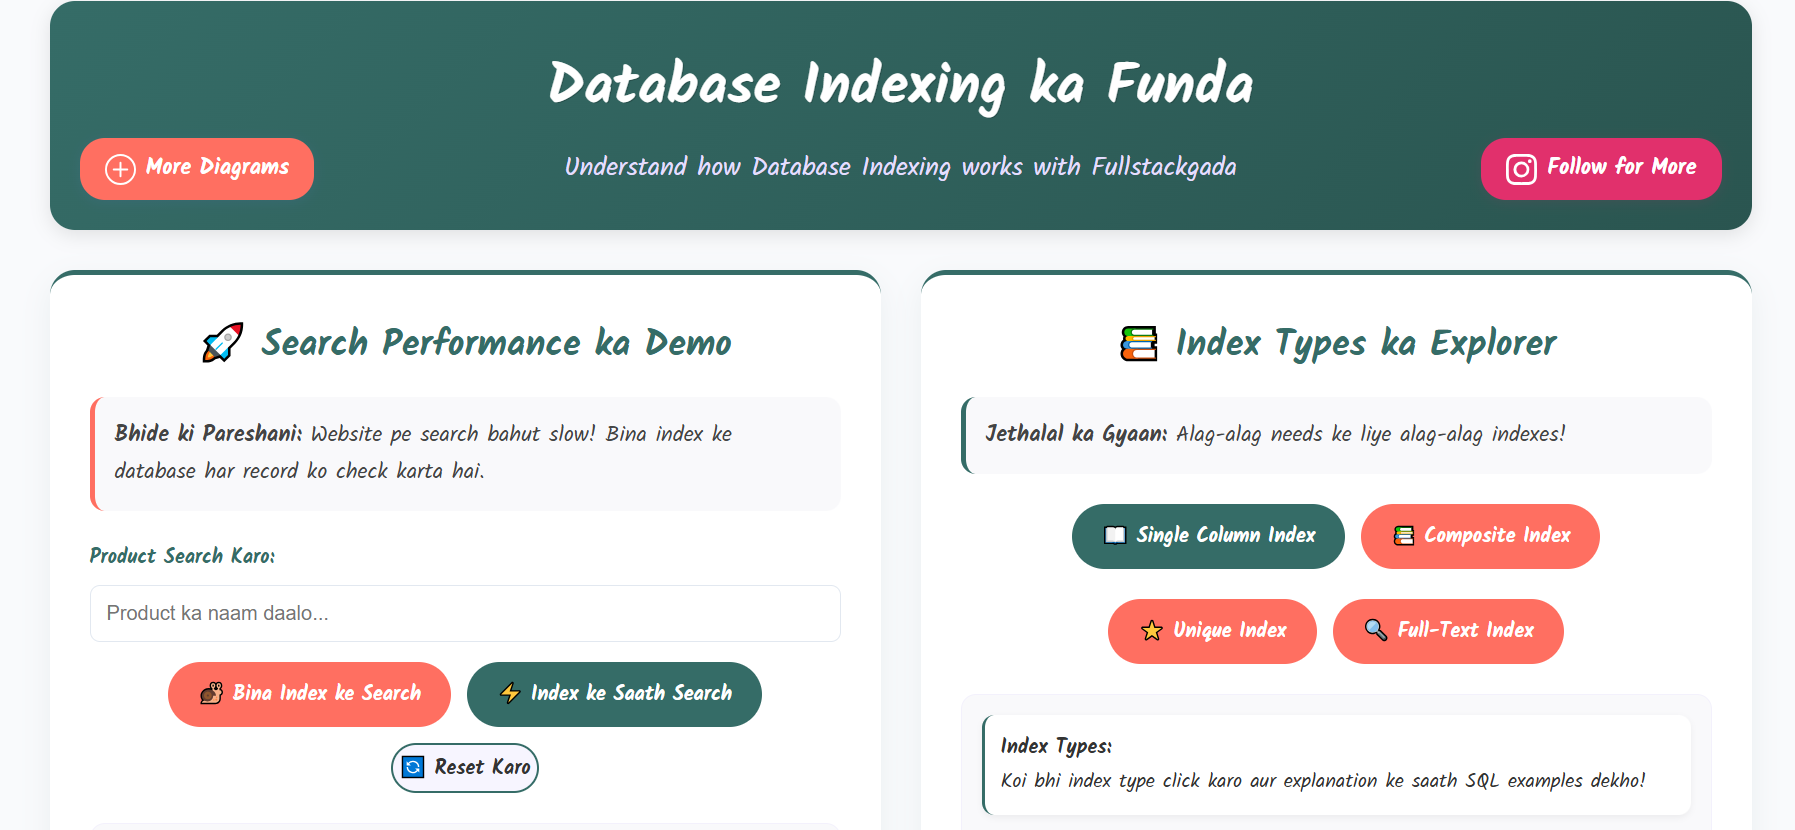 Database Indexing ka Funda
More Diagrams
Understand how Database Indexing works with Fullstackgada
Follow for More
Search Performance ka Demo
Bhide ki Pareshani: Website pe search bahut slow! Bina index ke
database har record ko check karta hai.
Product Search Karo:
Product ka naam daalo...
Bina Index ke Search
Index ke Saath Search
Reset Karo
Index Types ka Explorer
Jethalal ka Gyaan: Alag-alag needs ke liye alag-alag indexes!
Single Column Index
Composite Index
Unique Index
Full-Text Index
Index Types:
Koi bhi index type click karo aur explanation ke saath SQL examples dekho!